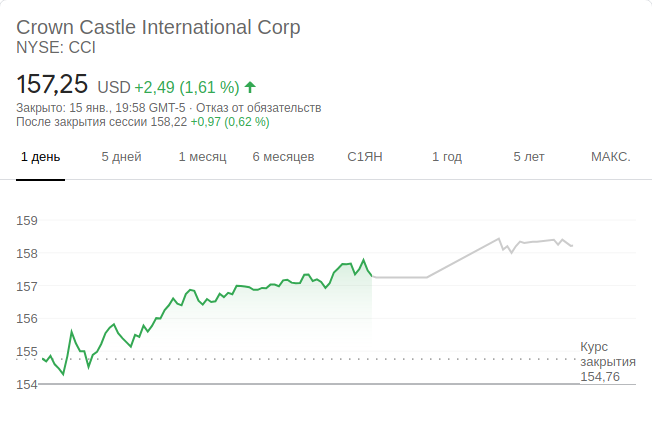 Crown Castle International Corp
NYSE: CCI
157,25 USD +2,49 (1,61 %)
Закрыто: 15 янв., 19:58 GMT-5 · Отказ от обязательств
После закрытия сессии 158,22 +0,97 (0,62 %)
1 день 5 дней 1 месяц 6 месяцев С1ЯН 1 год 5 лет МАКС.
159
158
157
156
155
154
Курс
закрытия
154,76